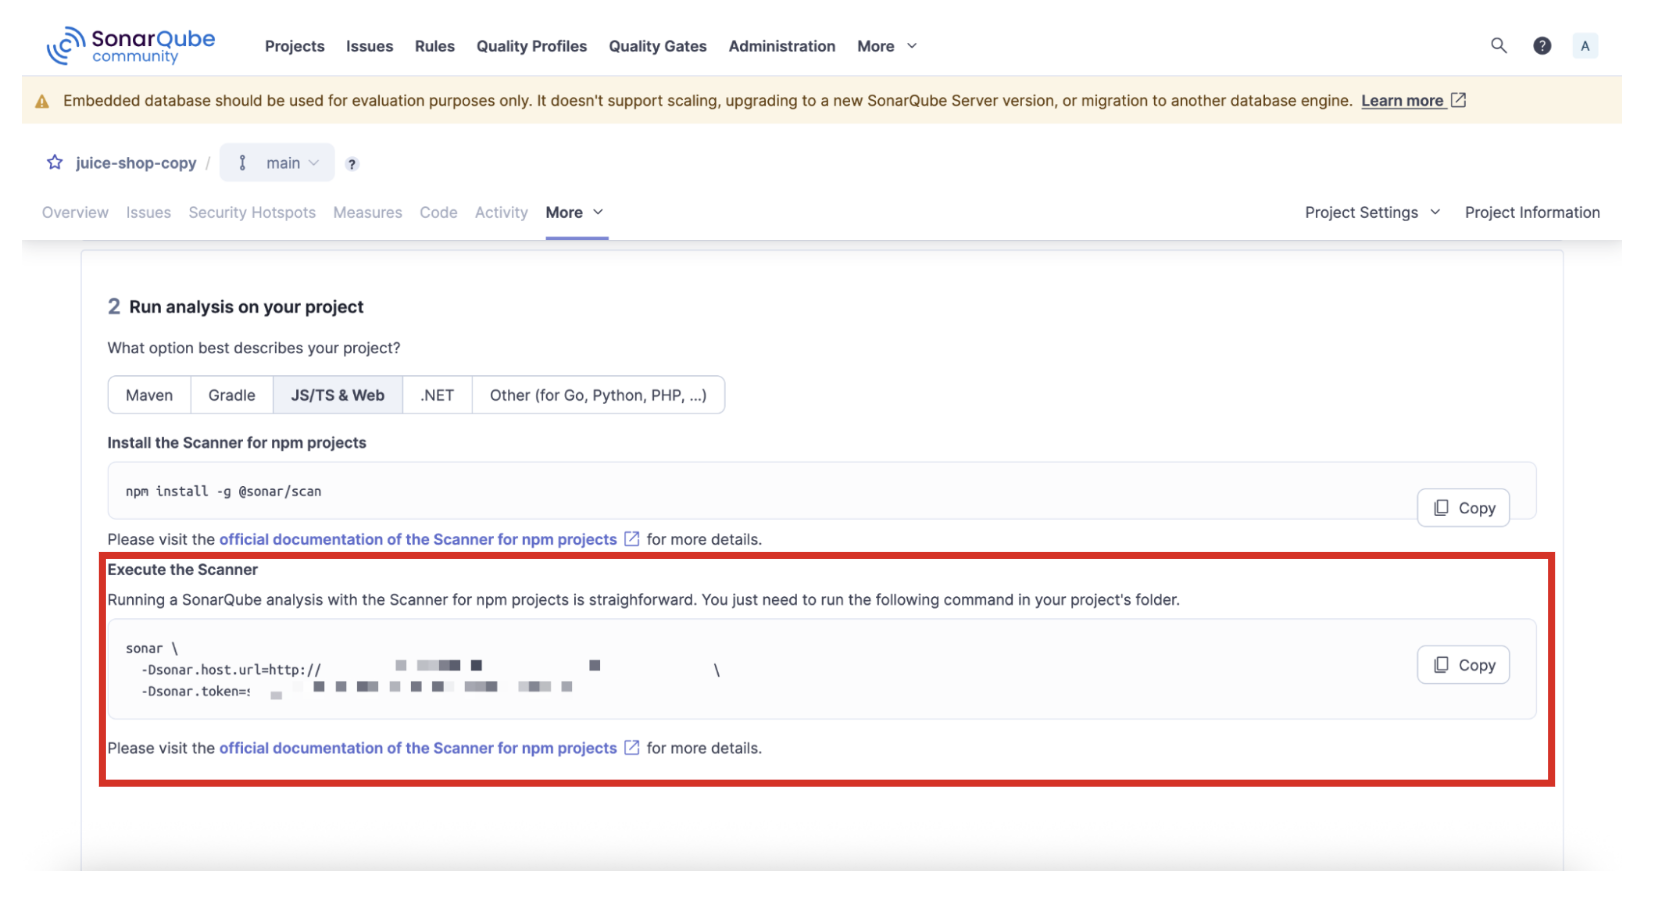 SonarQube
community
Projects Issues Rules Quality Profiles Quality Gates Administration More
? A
Embedded database should be used for evaluation purposes only. It doesn't support scaling, upgrading to a new SonarQube Server version, or migration to another database engine. Learn more
juice-shop-copy / main ?
Overview Issues Security Hotspots Measures Code Activity More Project Settings Project Information
2 Run analysis on your project
What option best describes your project?
Maven Gradle JS/TS & Web .NET Other (for Go, Python, PHP, ...)
Install the Scanner for npm projects
npm install -g @sonar/scan
Copy
Please visit the official documentation of the Scanner for npm projects for more details.
Execute the Scanner
Running a SonarQube analysis with the Scanner for npm projects is straighforward. You just need to run the following command in your project's folder.
sonar \
-Dsonar.host.url=http:// \
-Dsonar.token=
Copy
Please visit the official documentation of the Scanner for npm projects for more details.